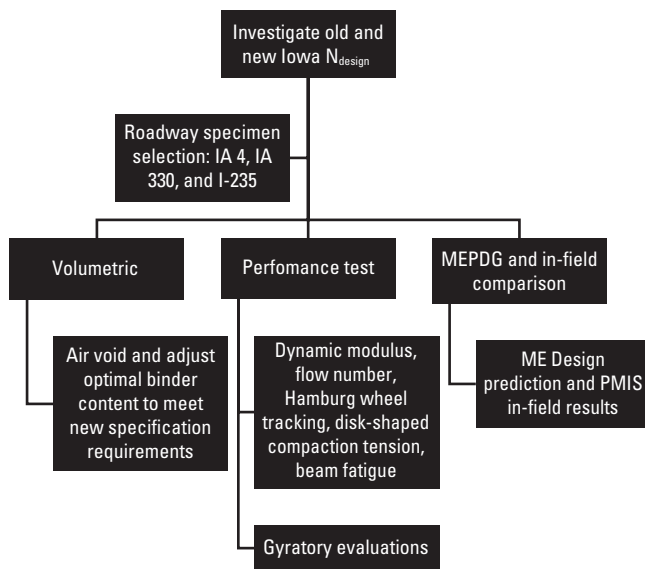 Investigate old and
new Iowa Ndesign
Roadway specimen
selection: IA 4, IA
330, and I-235
Volumetric
Perfomance test
MEPDG and in-field
comparison
Air void and adjust
optimal binder
content to meet
new specification
requirements
Dynamic modulus,
flow number,
Hamburg wheel
tracking, disk-shaped
compaction tension,
beam fatigue
ME Design
prediction and PMIS
in-field results
Gyratory evaluations